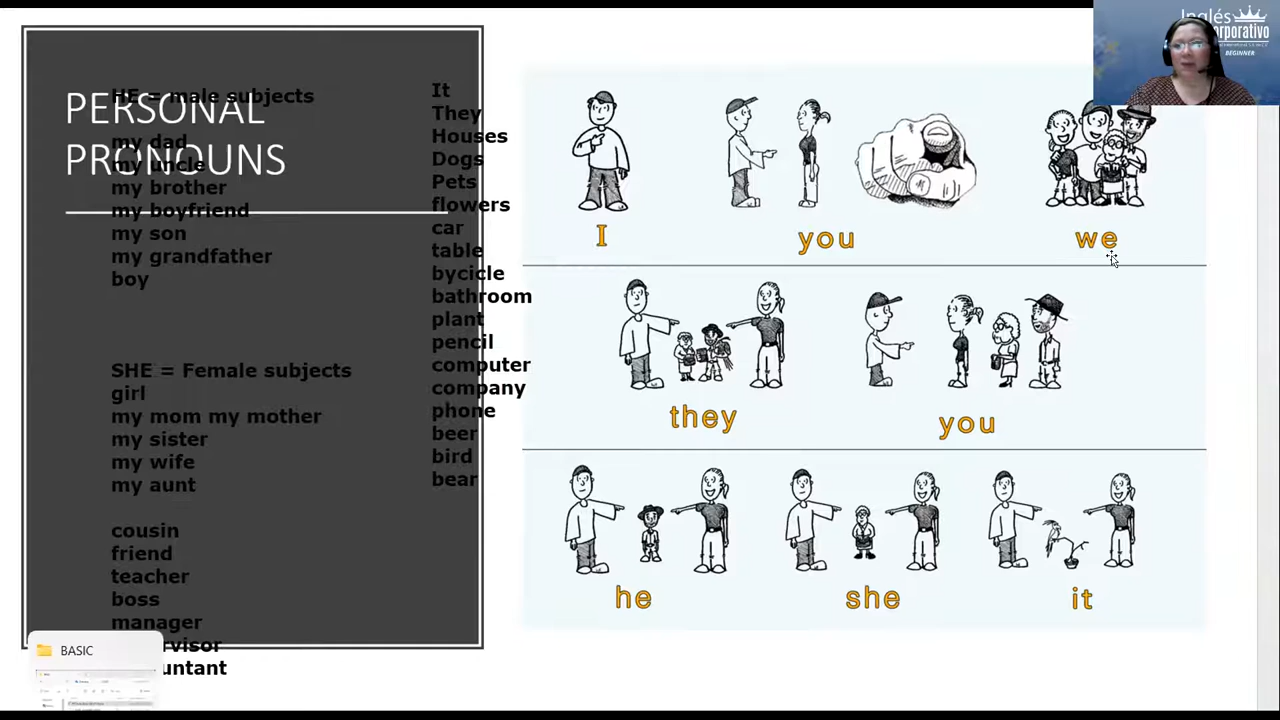 PERSONAL
PRONOUNS
HE = male subjects
my dad
my uncle
my brother
my boyfriend
my son
my grandfather
boy
SHE = Female subjects
girl
my mom my mother
my sister
my wife
my aunt
cousin
friend
teacher
boss
manager
It
They
Houses
Dogs
Pets
flowers
car
table
bycicle
bathroom
plant
pencil
computer
company
phone
beer
bird
bear
I
you
we
they
you
he
she
it
BASIC
Inglés
BEGINNER